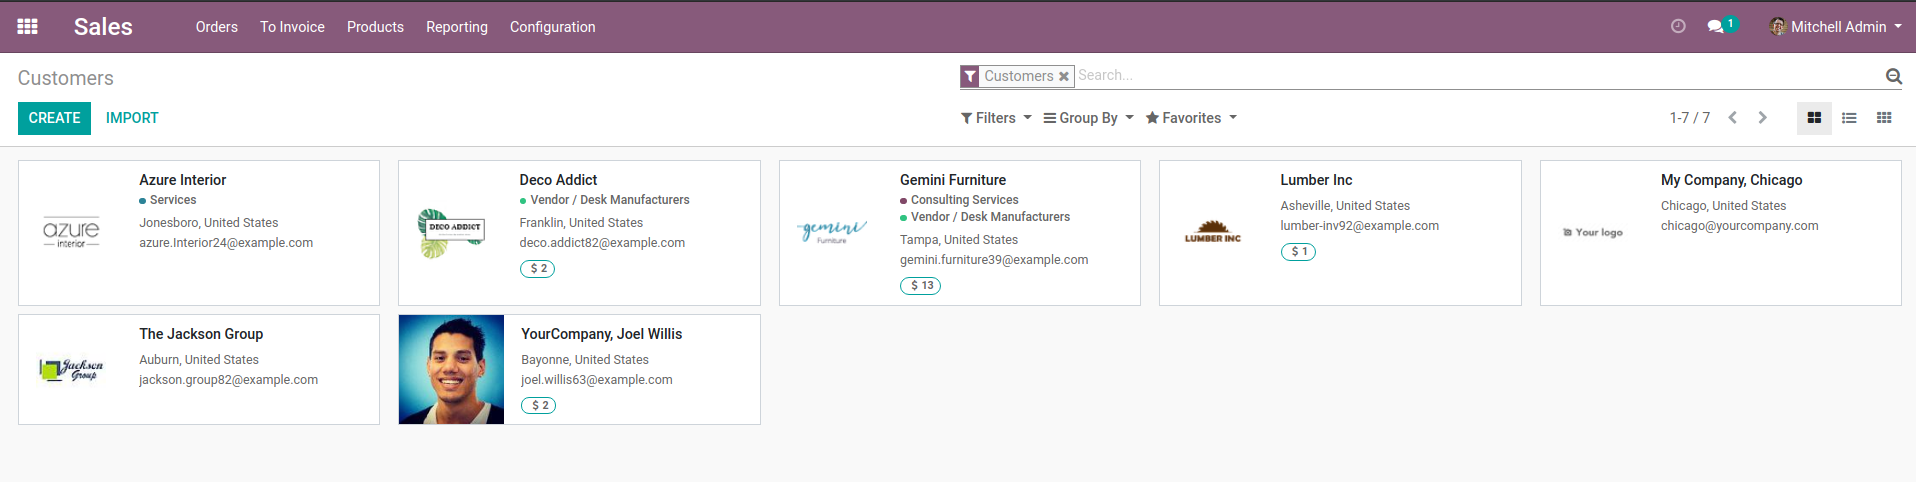 Sales Orders To Invoice Products Reporting Configuration 1 Mitchell Admin
Customers
Customers Search...
CREATE IMPORT
Filters Group By Favorites 1-7 / 7
Azure Interior
Services
Jonesboro, United States
azure.Interior24@example.com
azure
interior
Deco Addict
Vendor / Desk Manufacturers
Franklin, United States
deco.addict82@example.com
$ 2
DECO ADDICT
Gemini Furniture
Consulting Services
Vendor / Desk Manufacturers
Tampa, United States
gemini.furniture39@example.com
$ 13
gemini
Furniture
Lumber Inc
Asheville, United States
lumber-inv92@example.com
$ 1
LUMBER INC
My Company, Chicago
Chicago, United States
chicago@yourcompany.com
Your logo
The Jackson Group
Auburn, United States
jackson.group82@example.com
Jackson
Group
YourCompany, Joel Willis
Bayonne, United States
joel.willis63@example.com
$ 2